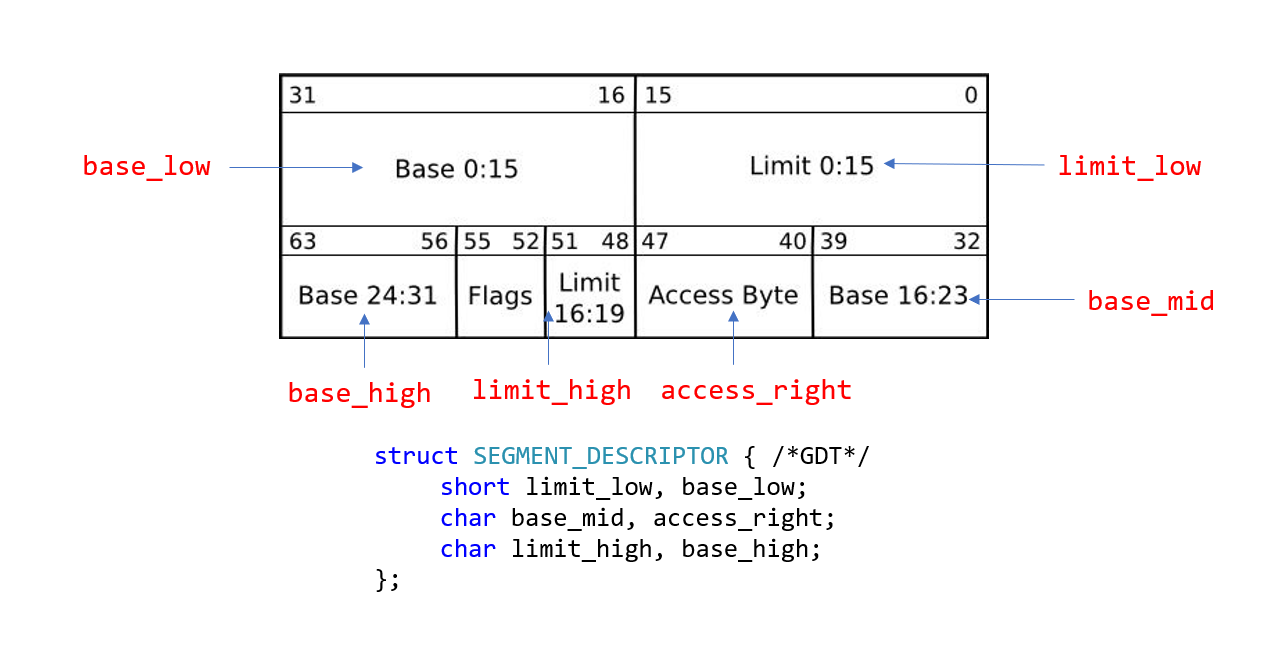 31 16 15 0
base_low Base 0:15 Limit 0:15 limit_low
63 56 55 52 51 48 47 40 39 32
Base 24:31 Flags Limit 16:19 Access Byte Base 16:23 base_mid
base_high limit_high access_right
struct SEGMENT_DESCRIPTOR { /*GDT*/
short limit_low, base_low;
char base_mid, access_right;
char limit_high, base_high;
};